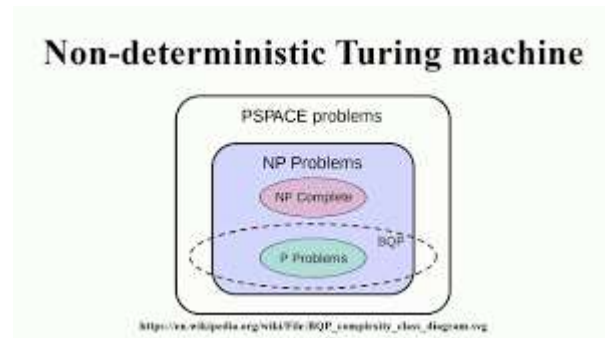 Non-deterministic Turing machine
PSPACE problems
NP Problems
NP Complete
BQP
P Problems
https://en.wikipedia.org/wiki/File:BQP_complexity_class_diagram.svg